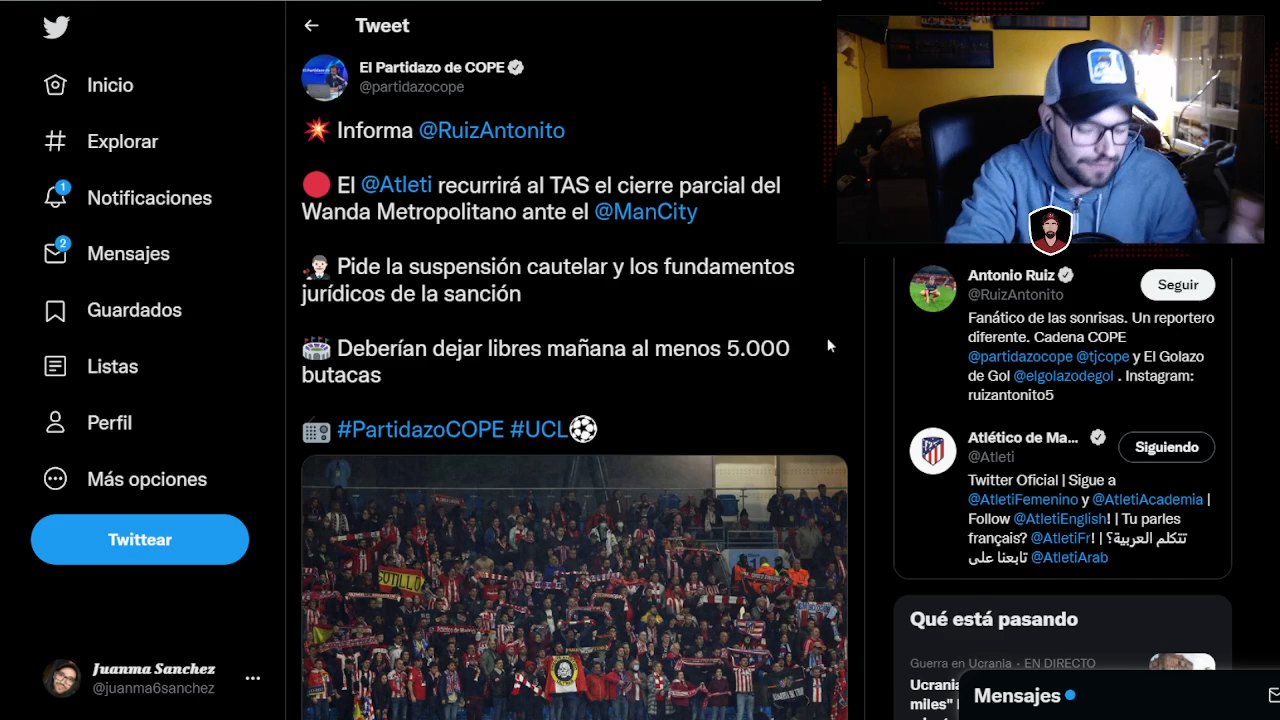 Tweet
El Partidazo de COPE
@partidazocope
Informa @RuizAntonito
El @Atleti recurrirá al TAS el cierre parcial del
Wanda Metropolitano ante el @ManCity
Pide la suspensión cautelar y los fundamentos
jurídicos de la sanción
Deberían dejar libres mañana al menos 5.000
butacas
#PartidazoCOPE #UCL
Inicio
Explorar
1
Notificaciones
2
Mensajes
Guardados
Listas
Perfil
Más opciones
Twittear
Juanma Sanchez
@juanma6sanchez
SOTILLO
Antonio Ruiz
@RuizAntonito
Seguir
Fanático de las sonrisas. Un reportero
diferente. Cadena COPE
@partidazocope @tjcope y El Golazo
de Gol @elgolazodegol . Instagram:
ruizantonito5
Atlético de Ma...
@Atleti
Siguiendo
Twitter Oficial | Sigue a
@AtletiFemenino y @AtletiAcademia |
Follow @AtletiEnglish! | Tu parles
français? @AtletiFr! | تتكلم العربية؟
تابعنا على @AtletiArab
Qué está pasando
Guerra en Ucrania · EN DIRECTO
Ucrania
miles"
Mensajes